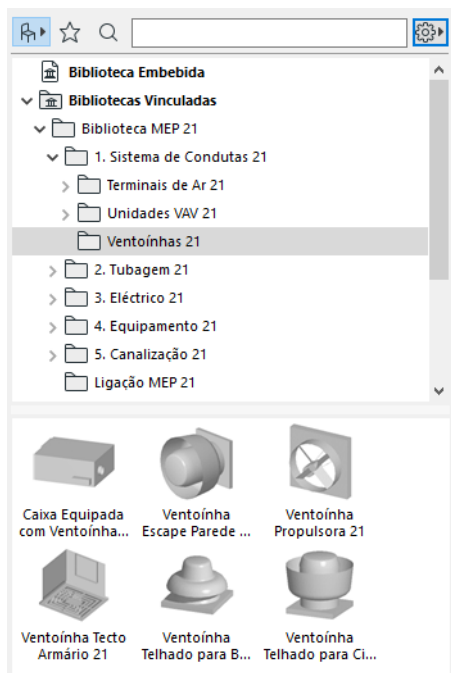 Biblioteca Embebida
Bibliotecas Vinculadas
Biblioteca MEP 21
1. Sistema de Condutas 21
Terminais de Ar 21
Unidades VAV 21
Ventoínhas 21
2. Tubagem 21
3. Eléctrico 21
4. Equipamento 21
5. Canalização 21
Ligação MEP 21
Caixa Equipada
com Ventoínha...
Ventoínha
Escape Parede ...
Ventoínha
Propulsora 21
Ventoínha Tecto
Armário 21
Ventoínha
Telhado para B...
Ventoínha
Telhado para Ci...